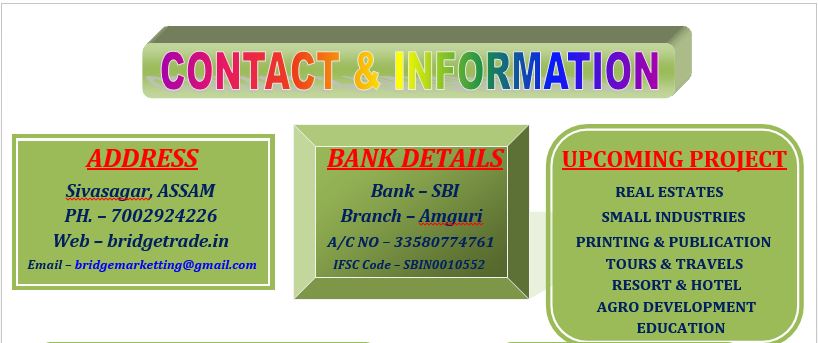 CONTACT & INFORMATION
ADDRESS
Sivasagar, ASSAM
PH. – 7002924226
Web – bridgetrade.in
Email – bridgemarketting@gmail.com
BANK DETAILS
Bank – SBI
Branch – Amguri
A/C NO – 33580774761
IFSC Code – SBIN0010552
UPCOMING PROJECT
REAL ESTATES
SMALL INDUSTRIES
PRINTING & PUBLICATION
TOURS & TRAVELS
RESORT & HOTEL
AGRO DEVELOPMENT
EDUCATION